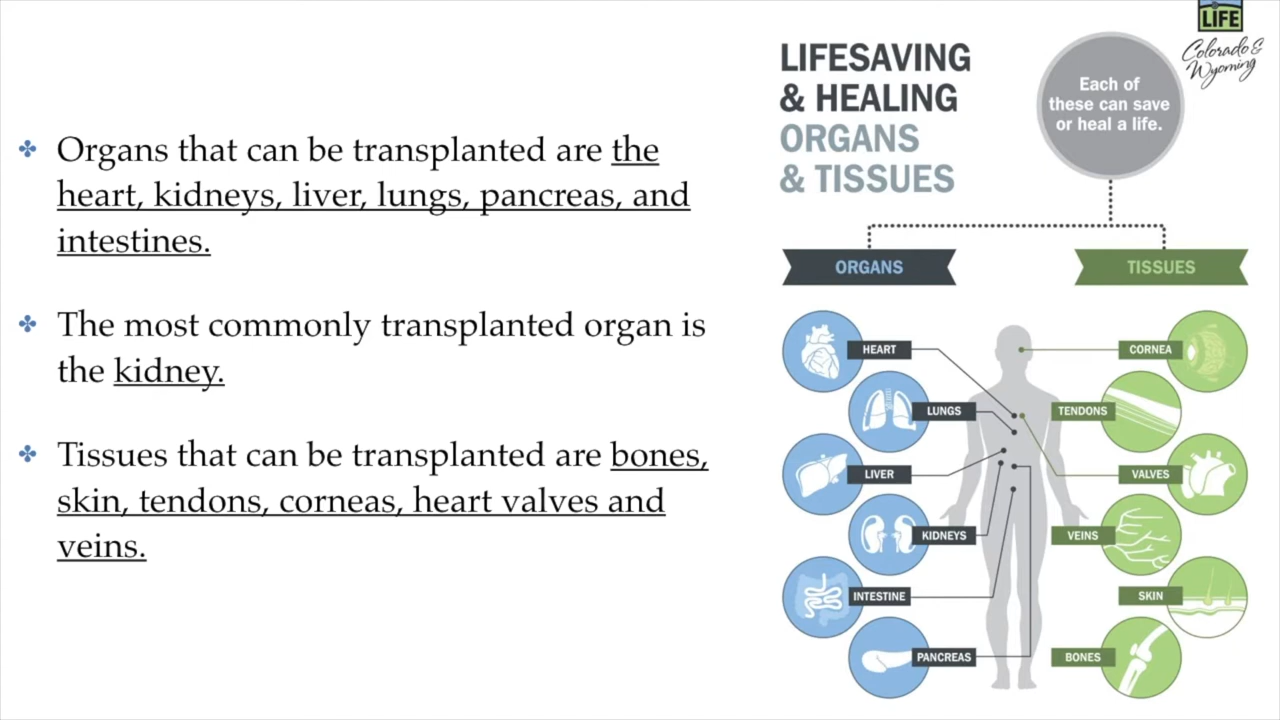 Organs that can be transplanted are the
heart, kidneys, liver, lungs, pancreas, and
intestines.
The most commonly transplanted organ is
the kidney.
Tissues that can be transplanted are bones,
skin, tendons, corneas, heart valves and
veins.
LIFE
Colorado &
Wyoming
LIFESAVING
& HEALING
ORGANS
& TISSUES
Each of
these can save
or heal a life.
ORGANS
HEART
LUNGS
LIVER
KIDNEYS
INTESTINE
PANCREAS
TISSUES
CORNEA
TENDONS
VALVES
VEINS
SKIN
BONES